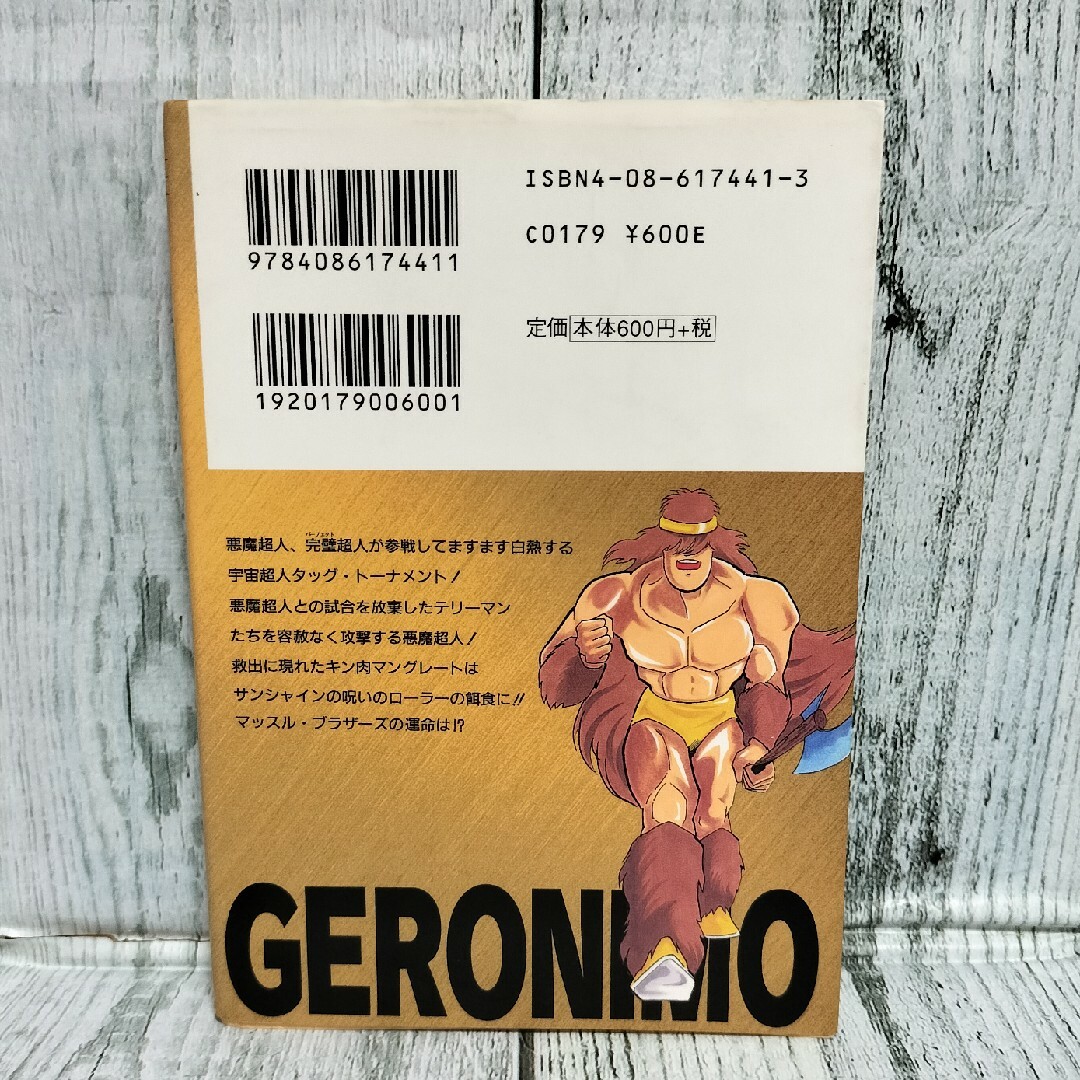 9784086174411
ISBN4-08-617441-3
C0179 ¥600E
1920179006001
定価 本体600円+税
悪魔超人、完璧超人が参戦してますます白熱する
パーフェクト
宇宙超人タッグ・トーナメント!
悪魔超人との試合を放棄したテリーマン
たちを容赦なく攻撃する悪魔超人!
救出に現れたキン肉マングレートは
サンシャインの呪いのローラーの餌食に!!
マッスル・ブラザーズの運命は!?
GERONIMO